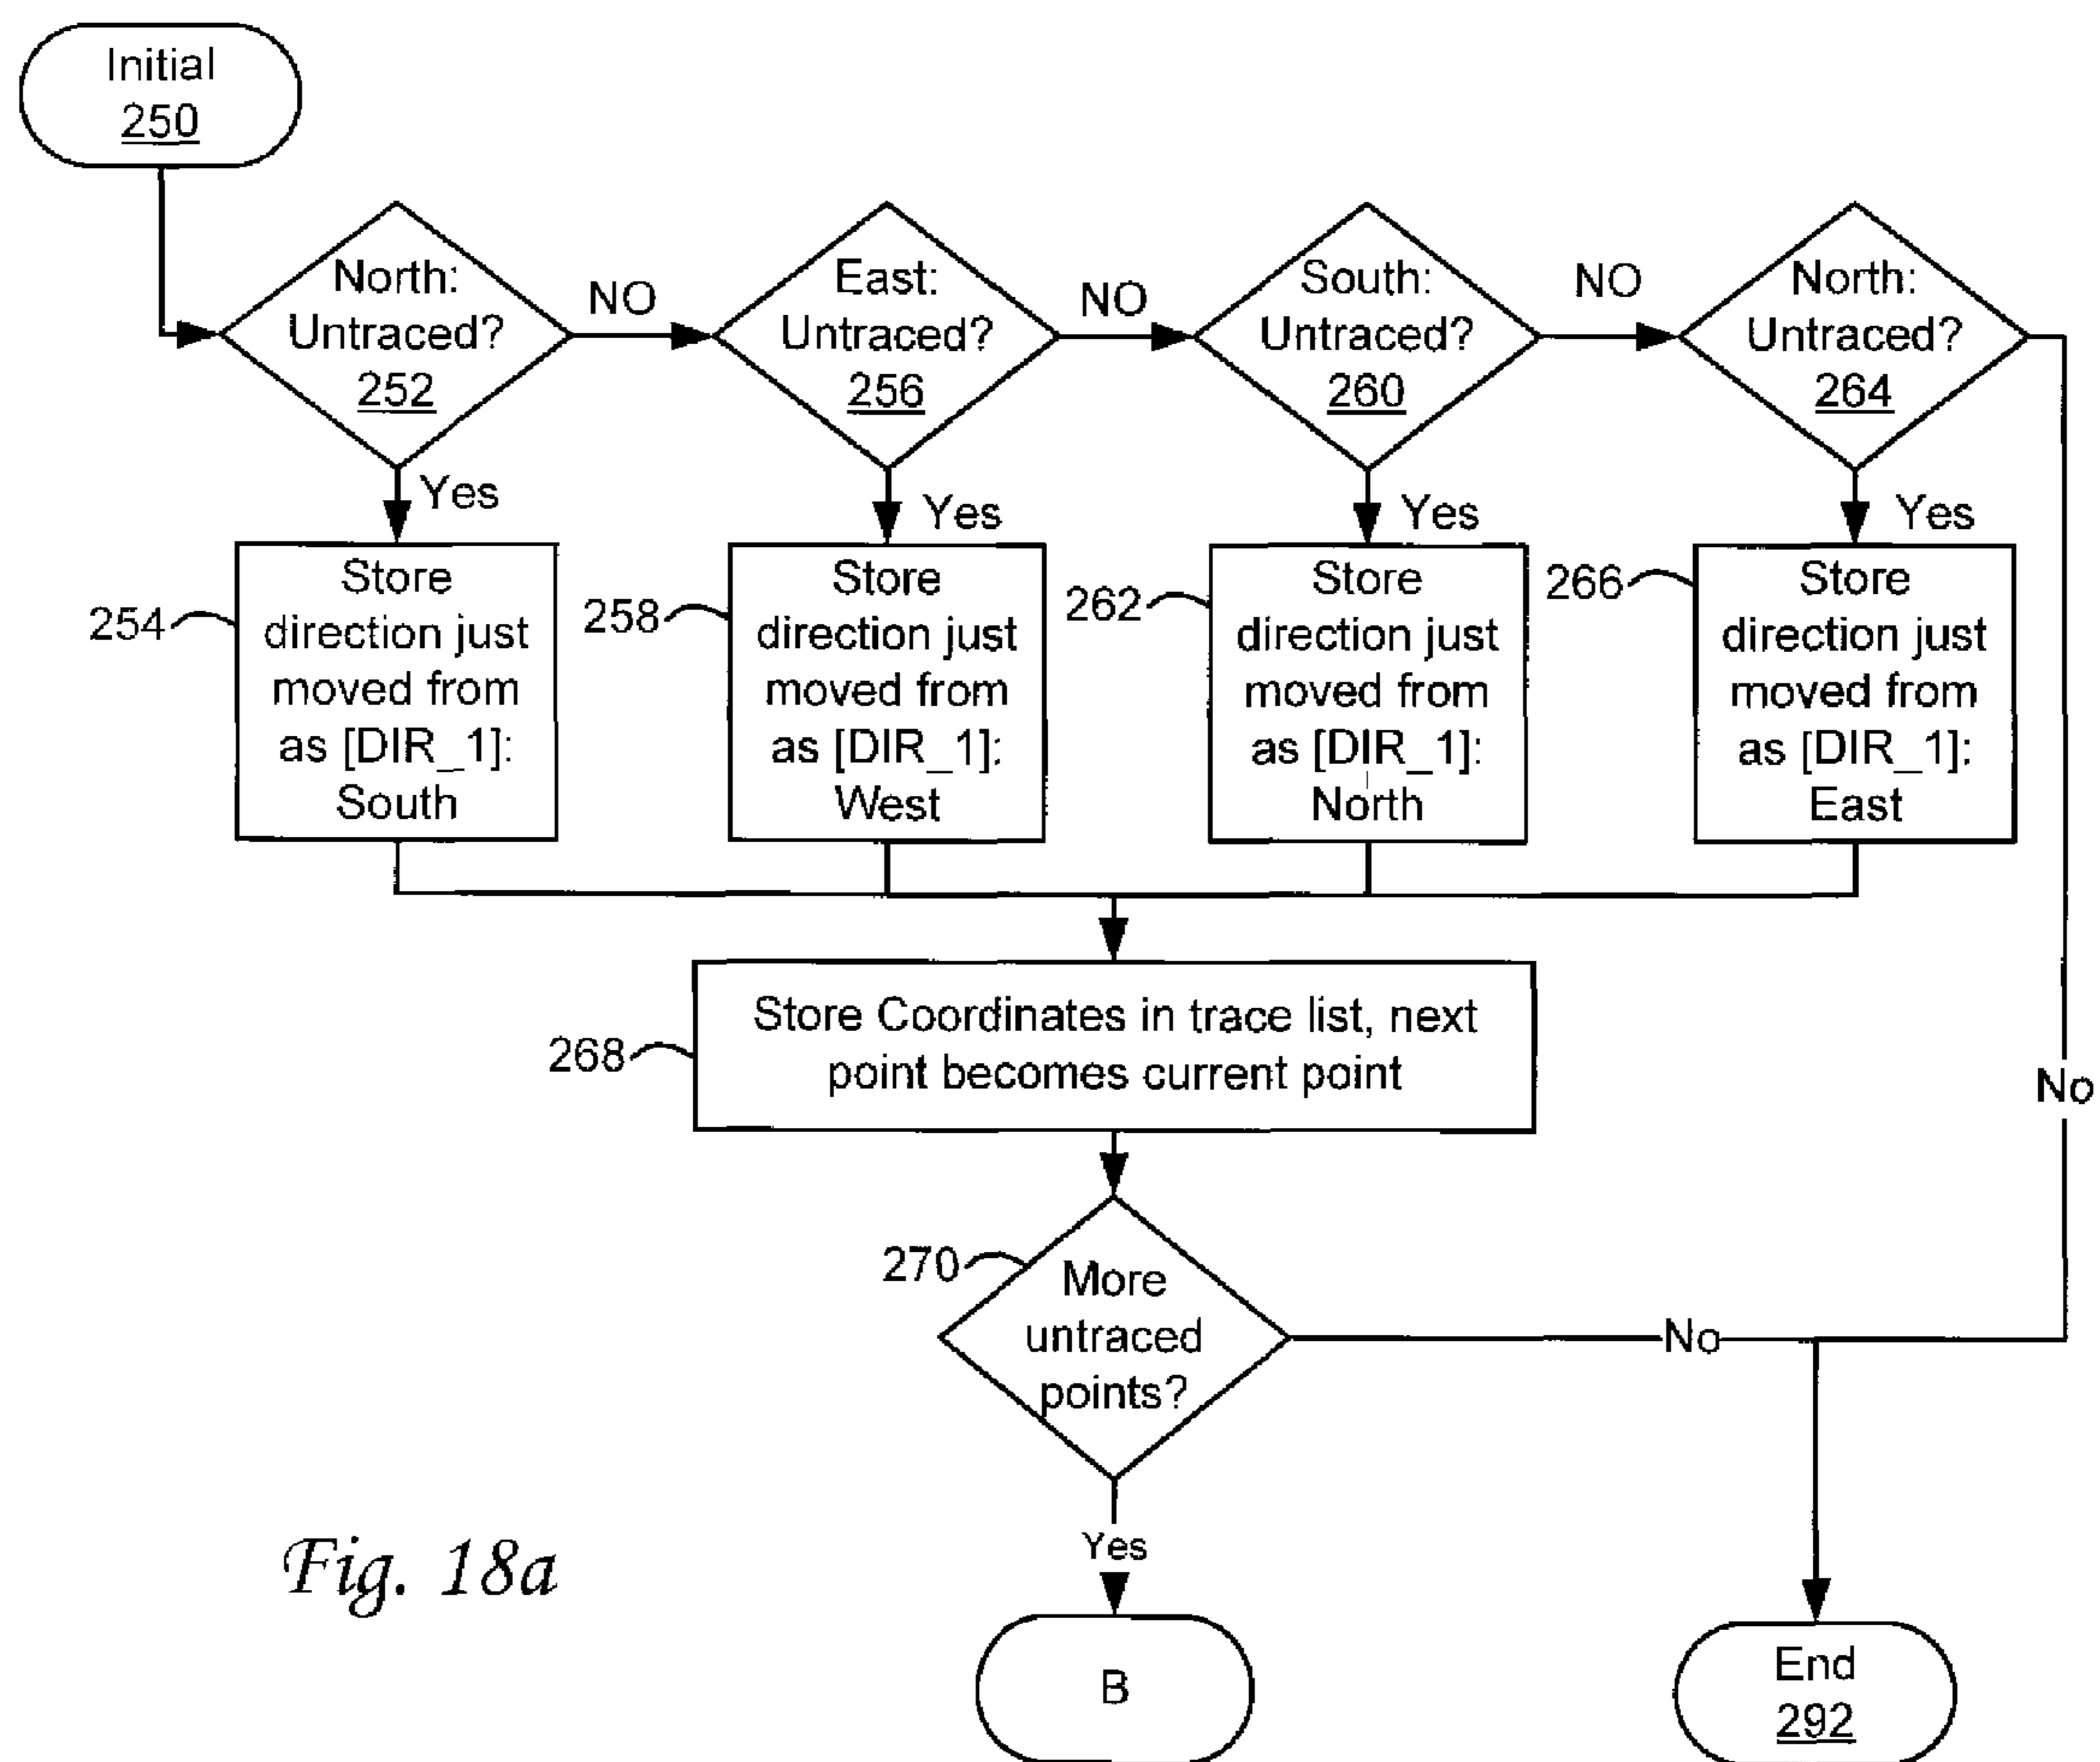 Initial
250
North:
Untraced?
252
NO
East:
Untraced?
256
NO
South:
Untraced?
260
NO
North:
Untraced?
264
Yes
Yes
Yes
Yes
254
Store
direction just
moved from
as [DIR_1]:
South
258
Store
direction just
moved from
as [DIR_1]:
West
262
Store
direction just
moved from
as [DIR_1]:
North
266
Store
direction just
moved from
as [DIR_1]:
East
268
Store Coordinates in trace list, next
point becomes current point
No
270
More
untraced
points?
No
Yes
B
End
292
Fig. 18a